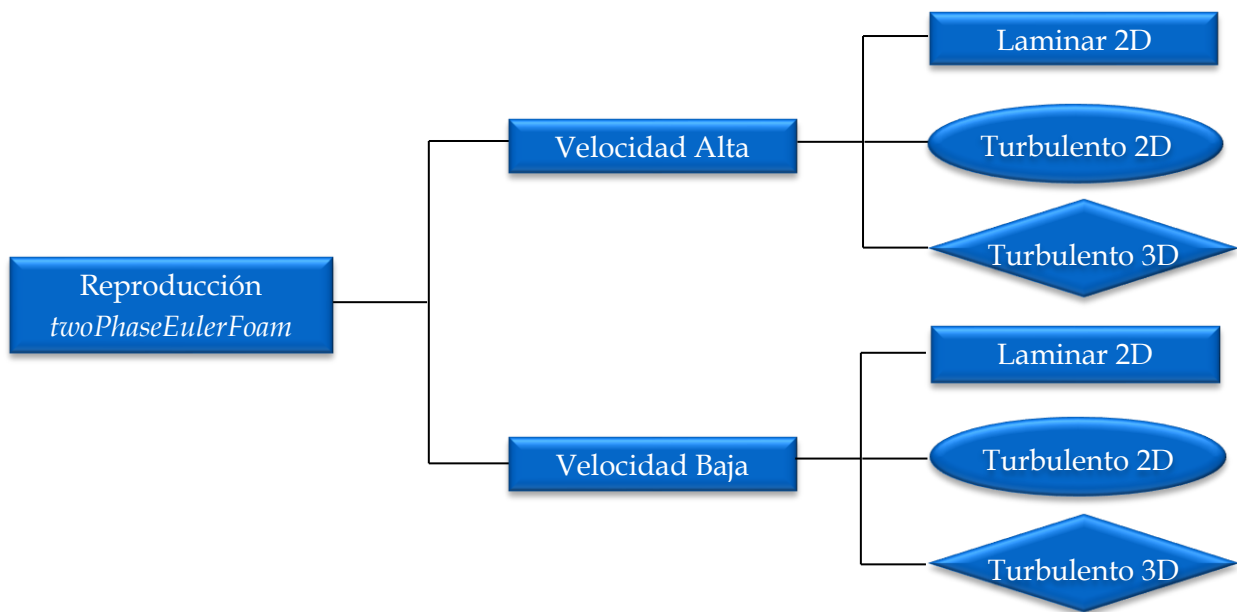 Reproducción
twoPhaseEulerFoam
Velocidad Alta
Laminar 2D
Turbulento 2D
Turbulento 3D
Velocidad Baja
Laminar 2D
Turbulento 2D
Turbulento 3D